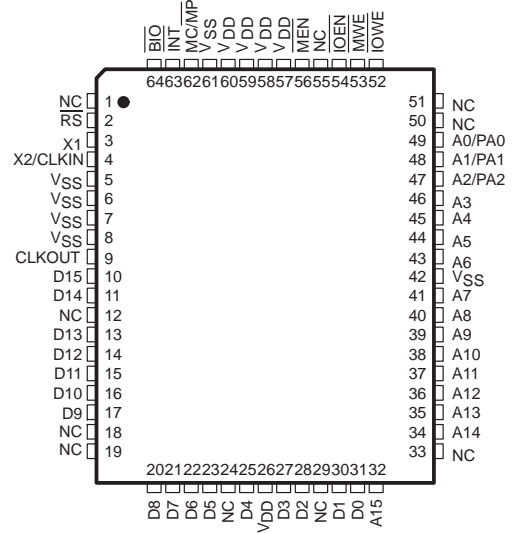 BIO INT MC/MP VSS VDD VDD VDD VDD MEN NC IOEN MWE IOWE
64 63 62 61 60 59 58 57 56 55 54 53 52
NC 1 51 NC
RS 2 50 NC
X1 3 49 A0/PA0
X2/CLKIN 4 48 A1/PA1
VSS 5 47 A2/PA2
VSS 6 46 A3
VSS 7 45 A4
VSS 8 44 A5
CLKOUT 9 43 A6
D15 10 42 VSS
D14 11 41 A7
NC 12 40 A8
D13 13 39 A9
D12 14 38 A10
D11 15 37 A11
D10 16 36 A12
D9 17 35 A13
NC 18 34 A14
NC 19 33 NC
20 21 22 23 24 25 26 27 28 29 30 31 32
D8 D7 D6 D5 NC D4 VDD D3 D2 NC D1 D0 A15